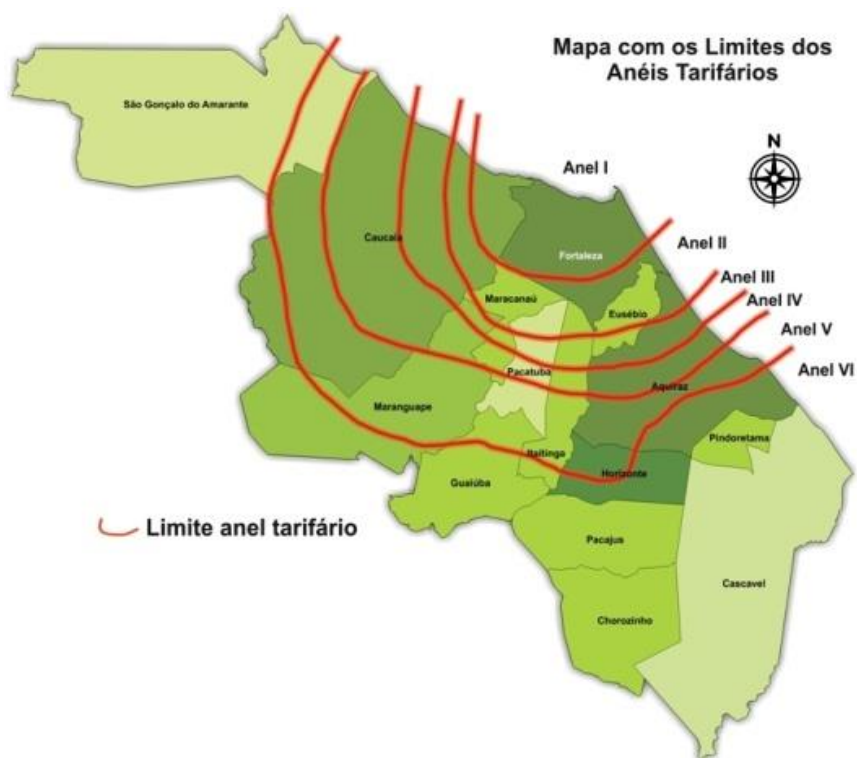 Mapa com os Limites dos
Anéis Tarifários
N
São Gonçalo do Amarante
Anel I
Anel II
Caucaia
Fortaleza
Anel III
Maracanaú
Anel IV
Eusébio
Anel V
Pacatuba
Anel VI
Aquiraz
Maranguape
Pindoretama
Itaitinga
Horizonte
Guaiúba
Limite anel tarifário
Pacajus
Cascavel
Chorozinho